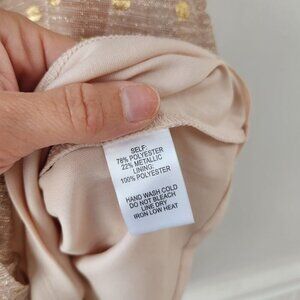 SELF:
78% POLYESTER
22% METALLIC
LINING:
100% POLYESTER
HAND WASH COLD
DO NOT BLEACH
LINE DRY
IRON LOW HEAT